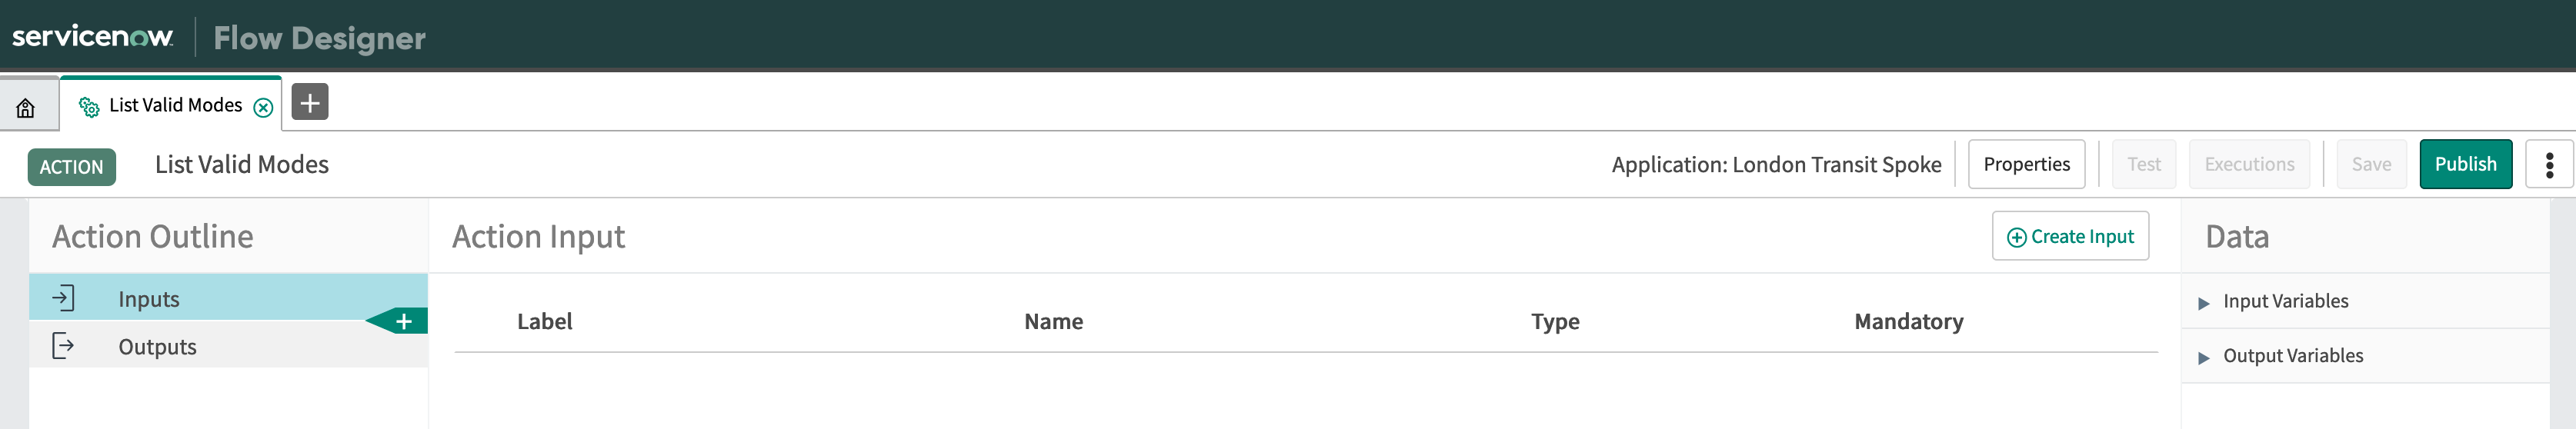 servicenow Flow Designer
List Valid Modes
ACTION List Valid Modes Application: London Transit Spoke Properties Test Executions Save Publish
Action Outline Action Input Create Input Data
Inputs Input Variables
Label Name Type Mandatory
Outputs Output Variables